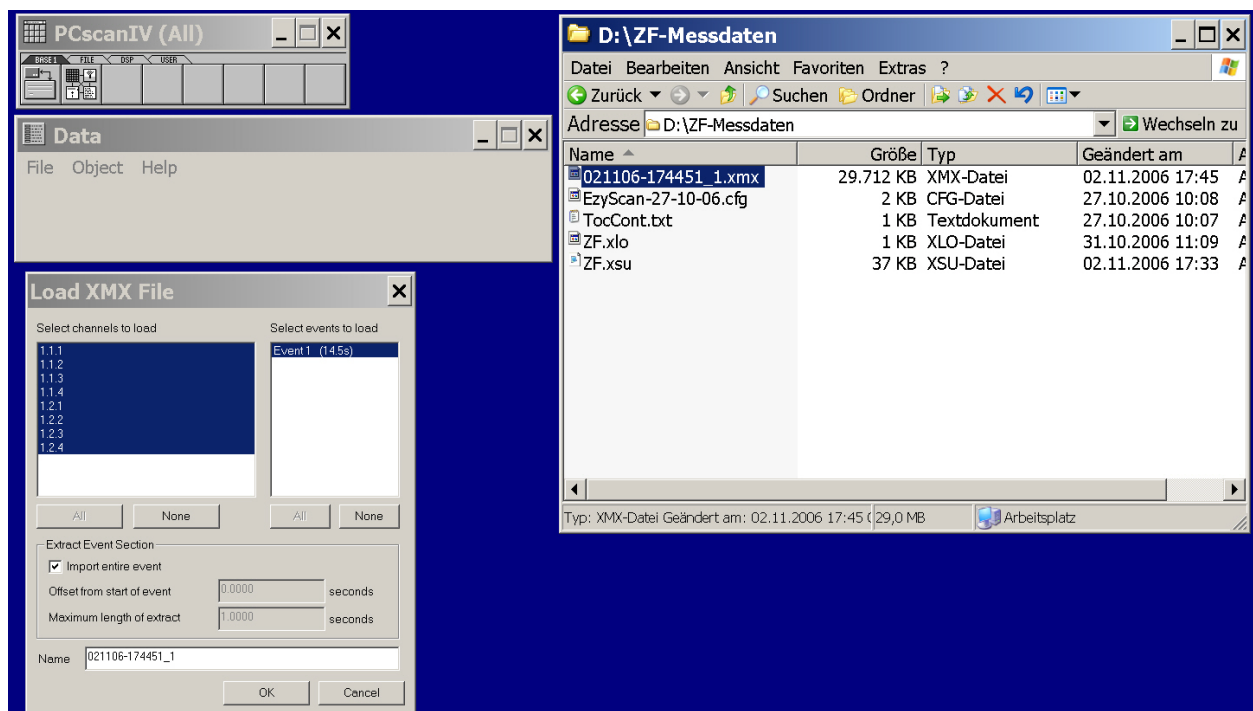 PCscanIV (All)
BASE1 FILE DSP USER
Data
File Object Help
Load XMX File
Select channels to load
1.1.1
1.1.2
1.1.3
1.1.4
1.2.1
1.2.2
1.2.3
1.2.4
All None
Select events to load
Event 1 (14.5s)
All None
Extract Event Section
Import entire event
Offset from start of event 0.0000 seconds
Maximum length of extract 1.0000 seconds
Name 021106-174451_1
OK Cancel
D:\ZF-Messdaten
Datei Bearbeiten Ansicht Favoriten Extras ?
Zurück Suchen Ordner
Adresse D:\ZF-Messdaten Wechseln zu
Name Größe Typ Geändert am A
021106-174451_1.xmx 29.712 KB XMX-Datei 02.11.2006 17:45 A
EzyScan-27-10-06.cfg 2 KB CFG-Datei 27.10.2006 10:08 A
TocCont.txt 1 KB Textdokument 27.10.2006 10:07 A
ZF.xlo 1 KB XLO-Datei 31.10.2006 11:09 A
ZF.xsu 37 KB XSU-Datei 02.11.2006 17:33 A
Typ: XMX-Datei Geändert am: 02.11.2006 17:45 ( 29,0 MB Arbeitsplatz